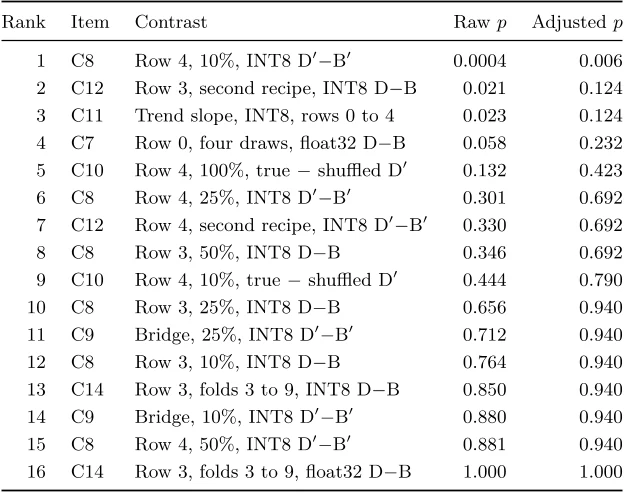 Rank Item Contrast Raw p Adjusted p
1 C8 Row 4, 10%, INT8 D′−B′ 0.0004 0.006
2 C12 Row 3, second recipe, INT8 D−B 0.021 0.124
3 C11 Trend slope, INT8, rows 0 to 4 0.023 0.124
4 C7 Row 0, four draws, float32 D−B 0.058 0.232
5 C10 Row 4, 100%, true − shuffled D′ 0.132 0.423
6 C8 Row 4, 25%, INT8 D′−B′ 0.301 0.692
7 C12 Row 4, second recipe, INT8 D′−B′ 0.330 0.692
8 C8 Row 3, 50%, INT8 D−B 0.346 0.692
9 C10 Row 4, 10%, true − shuffled D′ 0.444 0.790
10 C8 Row 3, 25%, INT8 D−B 0.656 0.940
11 C9 Bridge, 25%, INT8 D′−B′ 0.712 0.940
12 C8 Row 3, 10%, INT8 D−B 0.764 0.940
13 C14 Row 3, folds 3 to 9, INT8 D−B 0.850 0.940
14 C9 Bridge, 10%, INT8 D′−B′ 0.880 0.940
15 C8 Row 4, 50%, INT8 D′−B′ 0.881 0.940
16 C14 Row 3, folds 3 to 9, float32 D−B 1.000 1.000